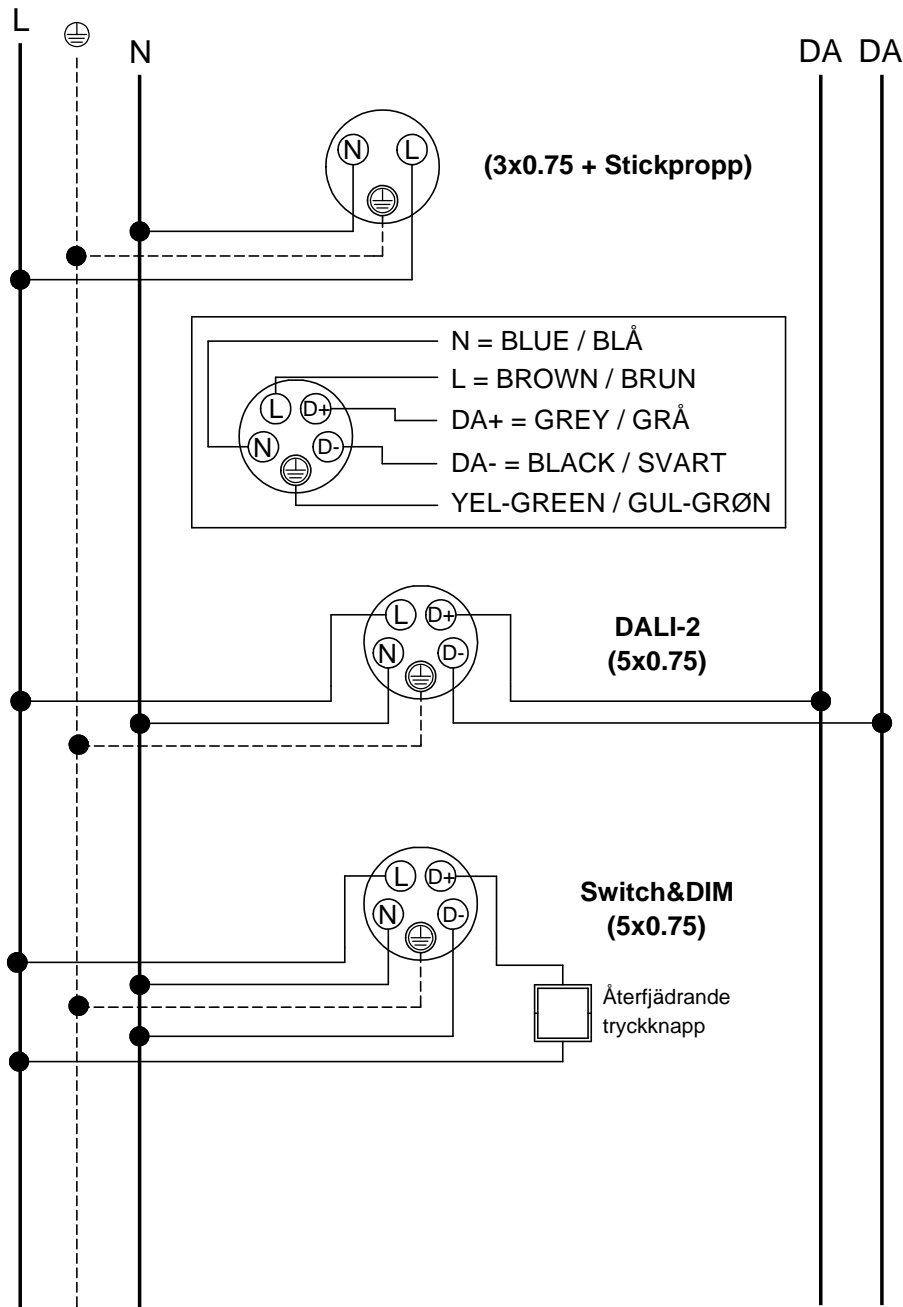 L
N
DA DA
N L
(3x0.75 + Stickpropp)
N = BLUE / BLÅ
L = BROWN / BRUN
DA+ = GREY / GRÅ
DA- = BLACK / SVART
YEL-GREEN / GUL-GRØN
L D+
N D-
L D+
N D-
DALI-2
(5x0.75)
L D+
N D-
Switch&DIM
(5x0.75)
Återfjädrande
tryckknapp